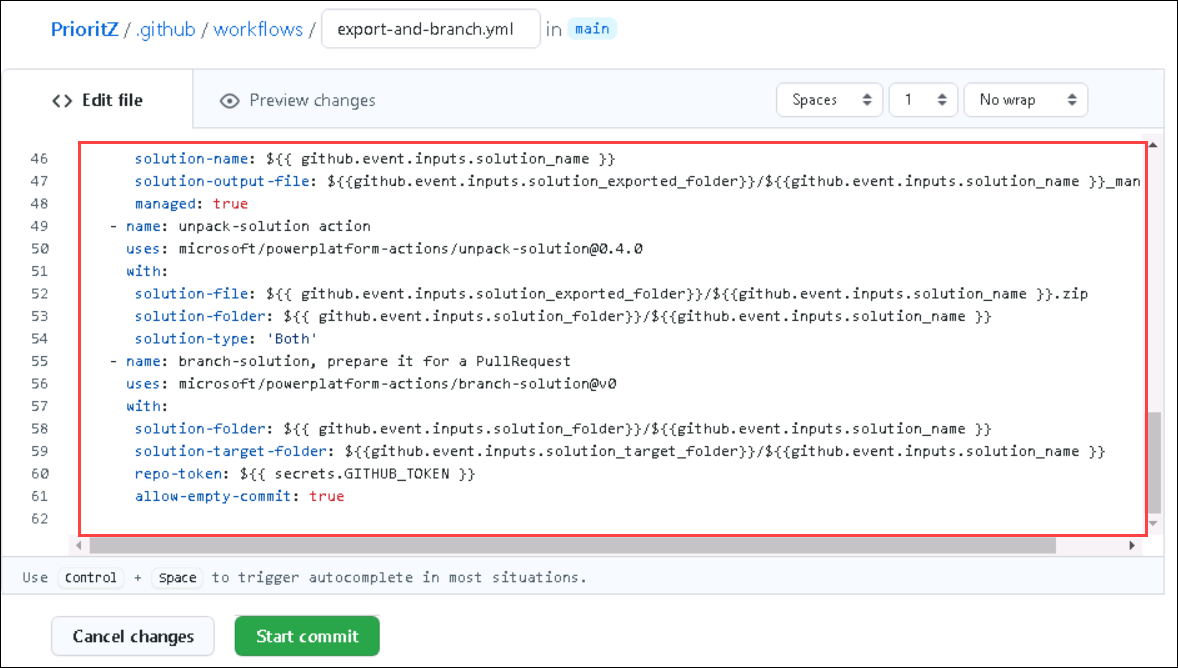 PrioritZ / .github / workflows / export-and-branch.yml in main
Edit file Preview changes Spaces 1 No wrap
46 solution-name: ${{ github.event.inputs.solution_name }}
47 solution-output-file: ${{github.event.inputs.solution_exported_folder}}/${{github.event.inputs.solution_name }}_man
48 managed: true
49 - name: unpack-solution action
50 uses: microsoft/powerplatform-actions/unpack-solution@0.4.0
51 with:
52 solution-file: ${{ github.event.inputs.solution_exported_folder}}/${{github.event.inputs.solution_name }}.zip
53 solution-folder: ${{ github.event.inputs.solution_folder}}/${{github.event.inputs.solution_name }}
54 solution-type: 'Both'
55 - name: branch-solution, prepare it for a PullRequest
56 uses: microsoft/powerplatform-actions/branch-solution@v0
57 with:
58 solution-folder: ${{ github.event.inputs.solution_folder}}/${{github.event.inputs.solution_name }}
59 solution-target-folder: ${{github.event.inputs.solution_target_folder}}/${{github.event.inputs.solution_name }}
60 repo-token: ${{ secrets.GITHUB_TOKEN }}
61 allow-empty-commit: true
62
Use Control + Space to trigger autocomplete in most situations.
Cancel changes Start commit